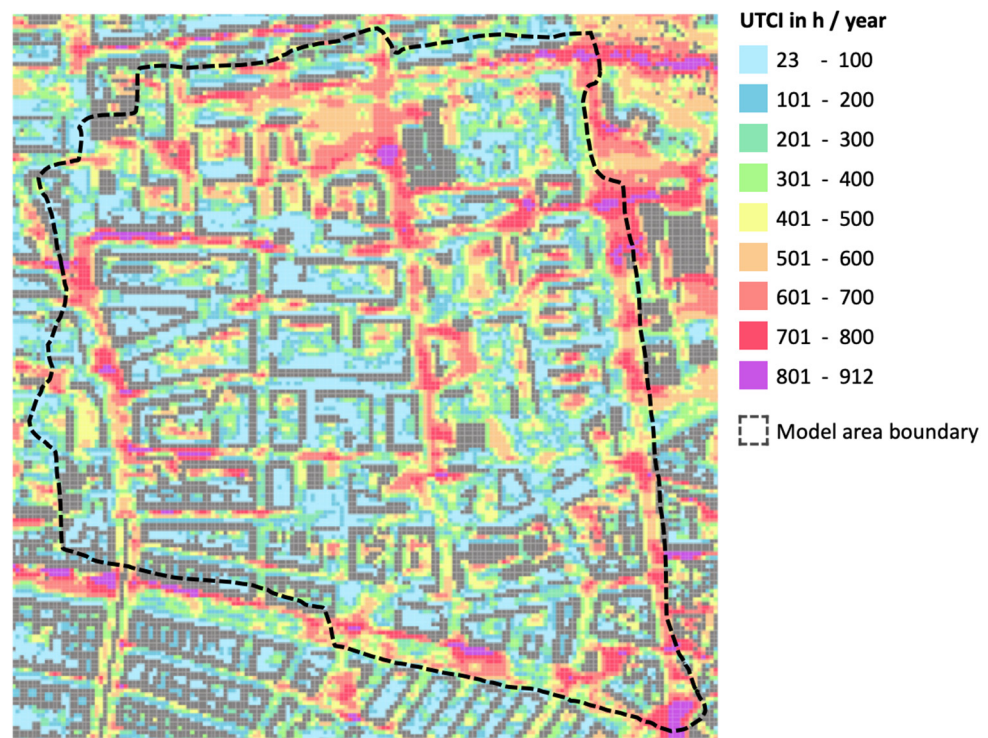 UTCI in h / year
23 - 100
101 - 200
201 - 300
301 - 400
401 - 500
501 - 600
601 - 700
701 - 800
801 - 912
Model area boundary